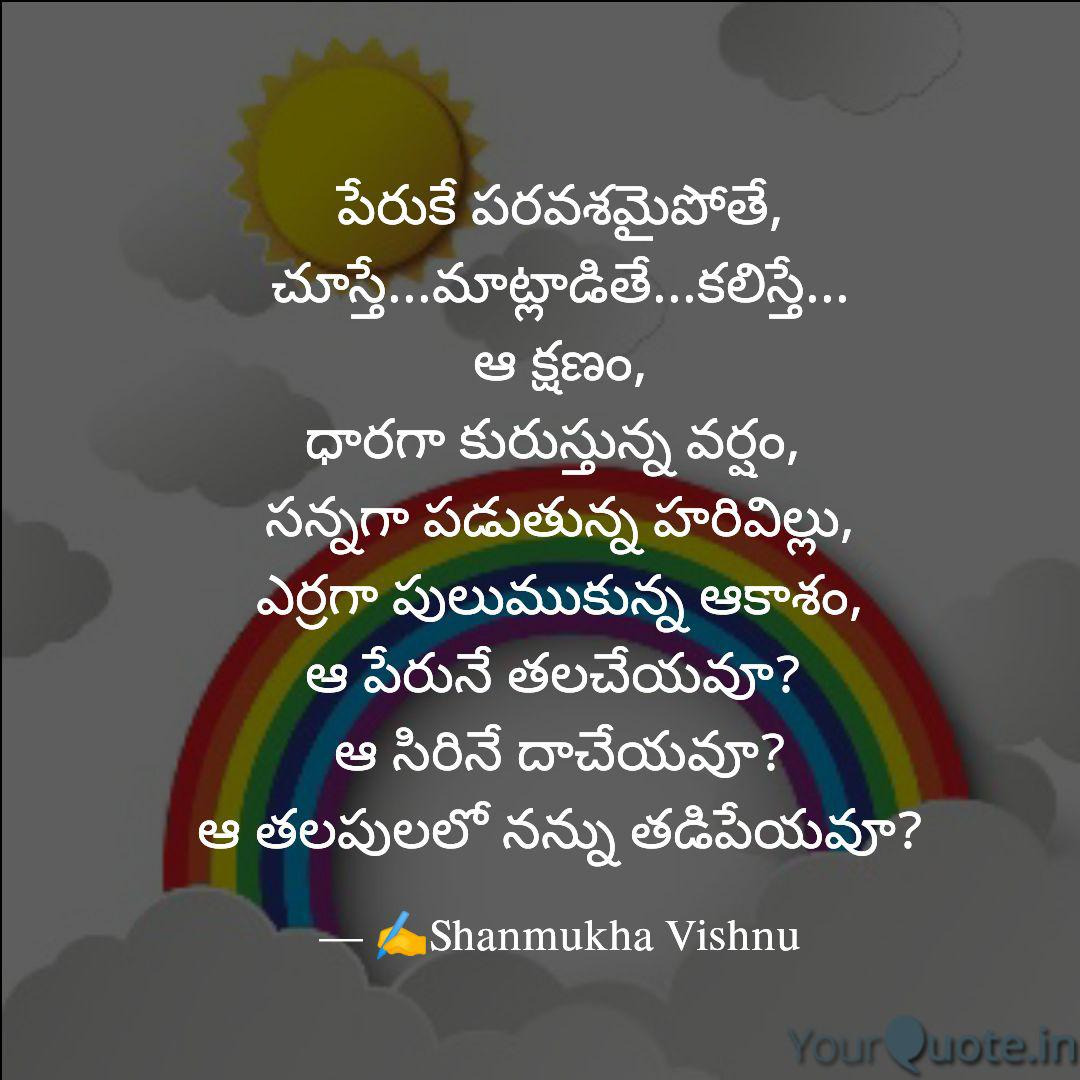 పేరుకే పరవశమైపోతే,
చూస్తే...మాట్లాడితే...కలిస్తే...
ఆ క్షణం,
ధారగా కురుస్తున్న వర్షం,
సన్నగా పడుతున్న హరివిల్లు,
ఎర్రగా పులుముకున్న ఆకాశం,
ఆ పేరునే తలచేయవూ?
ఆ సిరినే దాచేయవూ?
ఆ తలపులలో నన్ను తడిపేయవూ?
— ✍️Shanmukha Vishnu
YourQuote.in